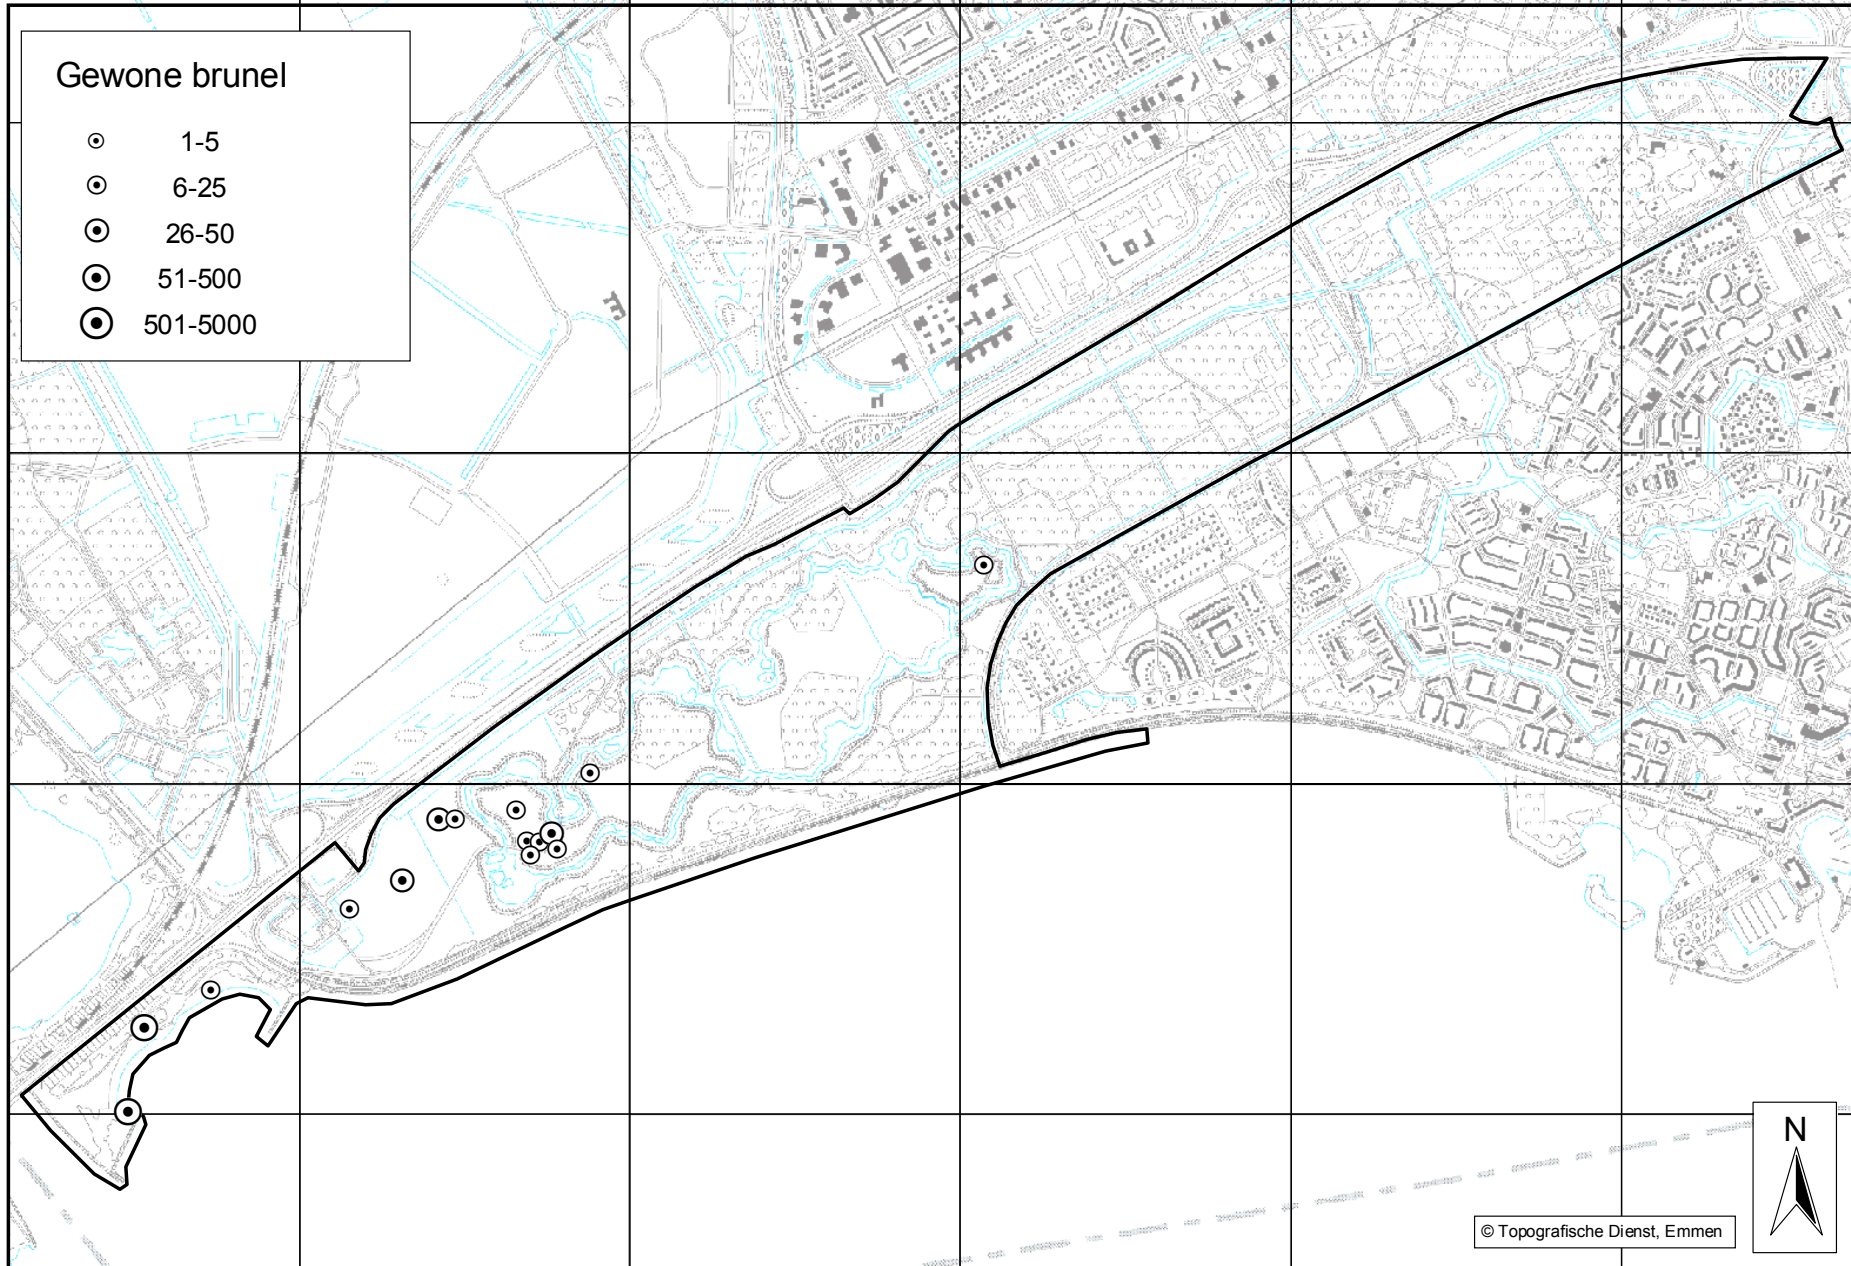 Gewone brunel
1-5
6-25
26-50
51-500
501-5000
N
© Topografische Dienst, Emmen